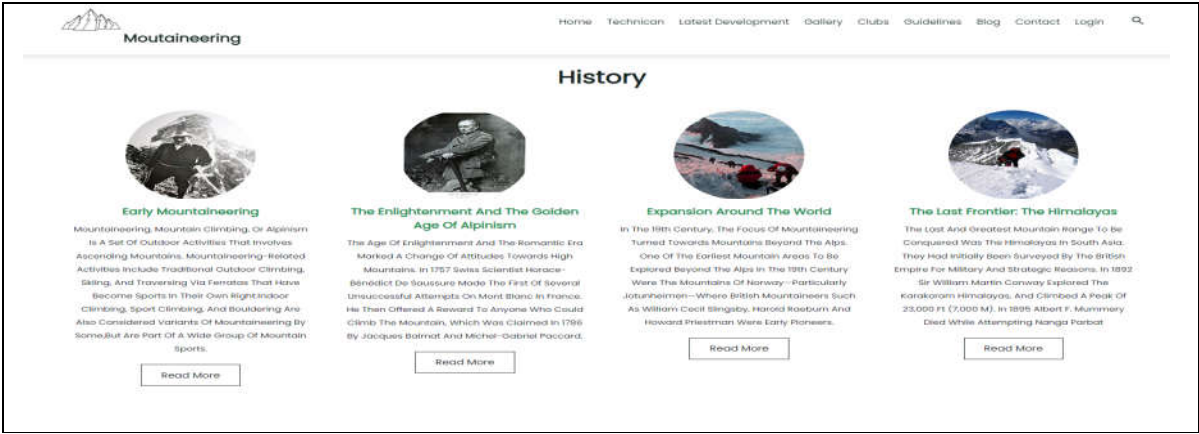 Moutaineering
Home Technican Latest Development Gallery Clubs Guidelines Blog Contact Login
History
Early Mountaineering
Mountaineering, Mountain Climbing, Or Alpinism
Is A Set Of Outdoor Activities That Involves
Ascending Mountains. Mountaineering-Related
Activities Include Traditional Outdoor Climbing,
Skiing, And Traversing Via Ferratas That Have
Become Sports In Their Own Right.Indoor
Climbing, Sport Climbing, And Bouldering Are
Also Considered Variants Of Mountaineering By
Some,But Are Part Of A Wide Group Of Mountain
Sports.
Read More
The Enlightenment And The Golden
Age Of Alpinism
The Age Of Enlightenment And The Romantic Era
Marked A Change Of Attitudes Towards High
Mountains. In 1757 Swiss Scientist Horace-
Bénédict De Saussure Made The First Of Several
Unsuccessful Attempts On Mont Blanc In France.
He Then Offered A Reward To Anyone Who Could
Climb The Mountain, Which Was Claimed In 1786
By Jacques Balmat And Michel-Gabriel Paccard.
Read More
Expansion Around The World
In The 19th Century, The Focus Of Mountaineering
Turned Towards Mountains Beyond The Alps.
One Of The Earliest Mountain Areas To Be
Explored Beyond The Alps In The 19th Century
Were The Mountains Of Norway—Particularly
Jotunheimen—Where British Mountaineers Such
As William Cecil Slingsby, Harold Raeburn And
Howard Priestman Were Early Pioneers.
Read More
The Last Frontier: The Himalayas
The Last And Greatest Mountain Range To Be
Conquered Was The Himalayas In South Asia.
They Had Initially Been Surveyed By The British
Empire For Military And Strategic Reasons. In 1892
Sir William Martin Conway Explored The
Karakoram Himalayas, And Climbed A Peak Of
23,000 Ft (7,000 M). In 1895 Albert F. Mummery
Died While Attempting Nanga Parbat
Read More